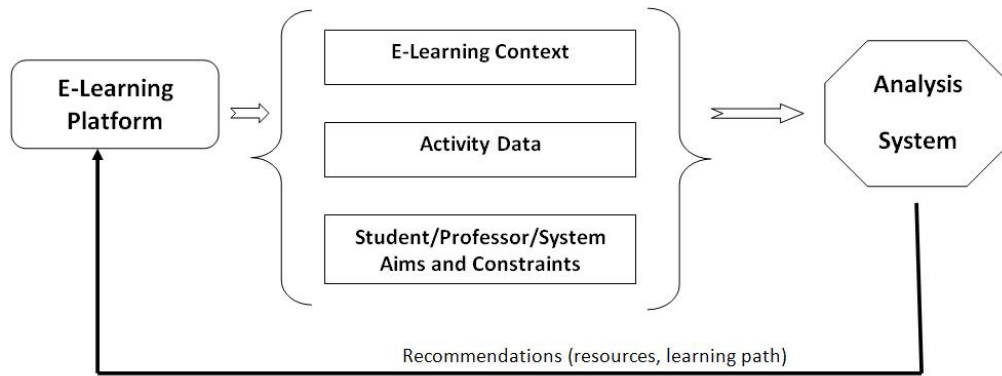 E-Learning
Platform
E-Learning Context
Activity Data
Student/Professor/System
Aims and Constraints
Analysis
System
Recommendations (resources, learning path)